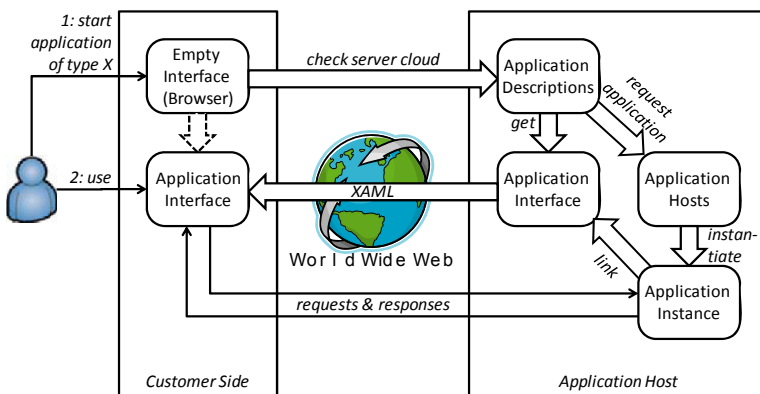 1: start
application
of type X
Empty
Interface
(Browser)
check server cloud
Application
Descriptions
request
application
get
2: use
Application
Interface
XAML
Application
Interface
Application
Hosts
World Wide Web
instan-
tiate
link
requests & responses
Application
Instance
Customer Side
Application Host